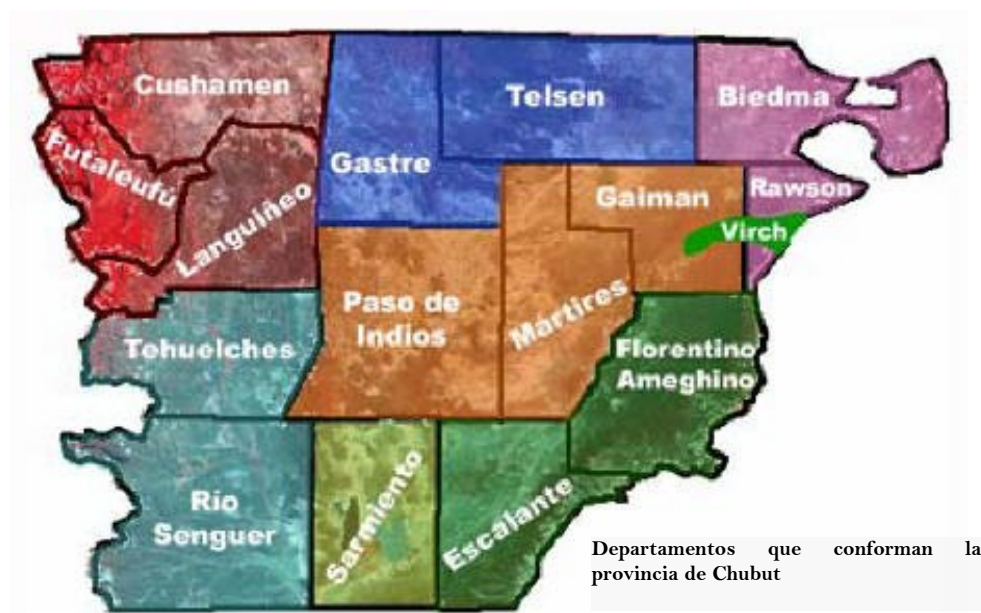 Cushamen
Telsen
Biedma
Futaleufú
Gastre
Languiñeo
Gaiman
Rawson
Virch
Paso de
Indios
Martires
Tehuelches
Florentino
Ameghino
Río
Senguer
Sarmiento
Escalante
Departamentos que conforman la
provincia de Chubut